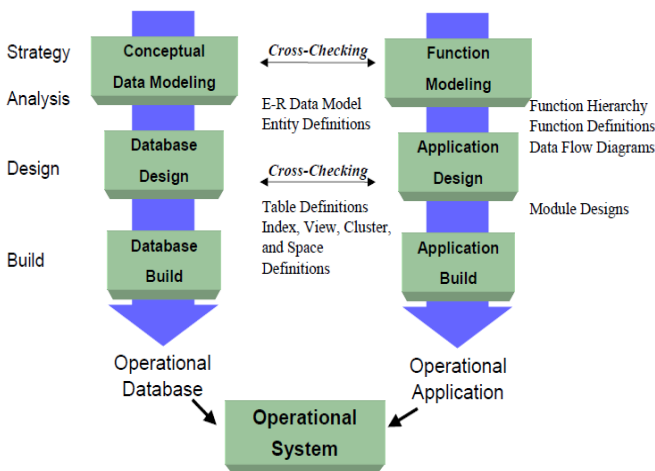 Strategy
Conceptual
Data Modeling
Cross-Checking
Function
Modeling
Analysis
E-R Data Model
Entity Definitions
Function Hierarchy
Function Definitions
Data Flow Diagrams
Design
Database
Design
Cross-Checking
Application
Design
Table Definitions
Index, View, Cluster,
and Space
Definitions
Module Designs
Build
Database
Build
Application
Build
Operational
Database
Operational
Application
Operational
System